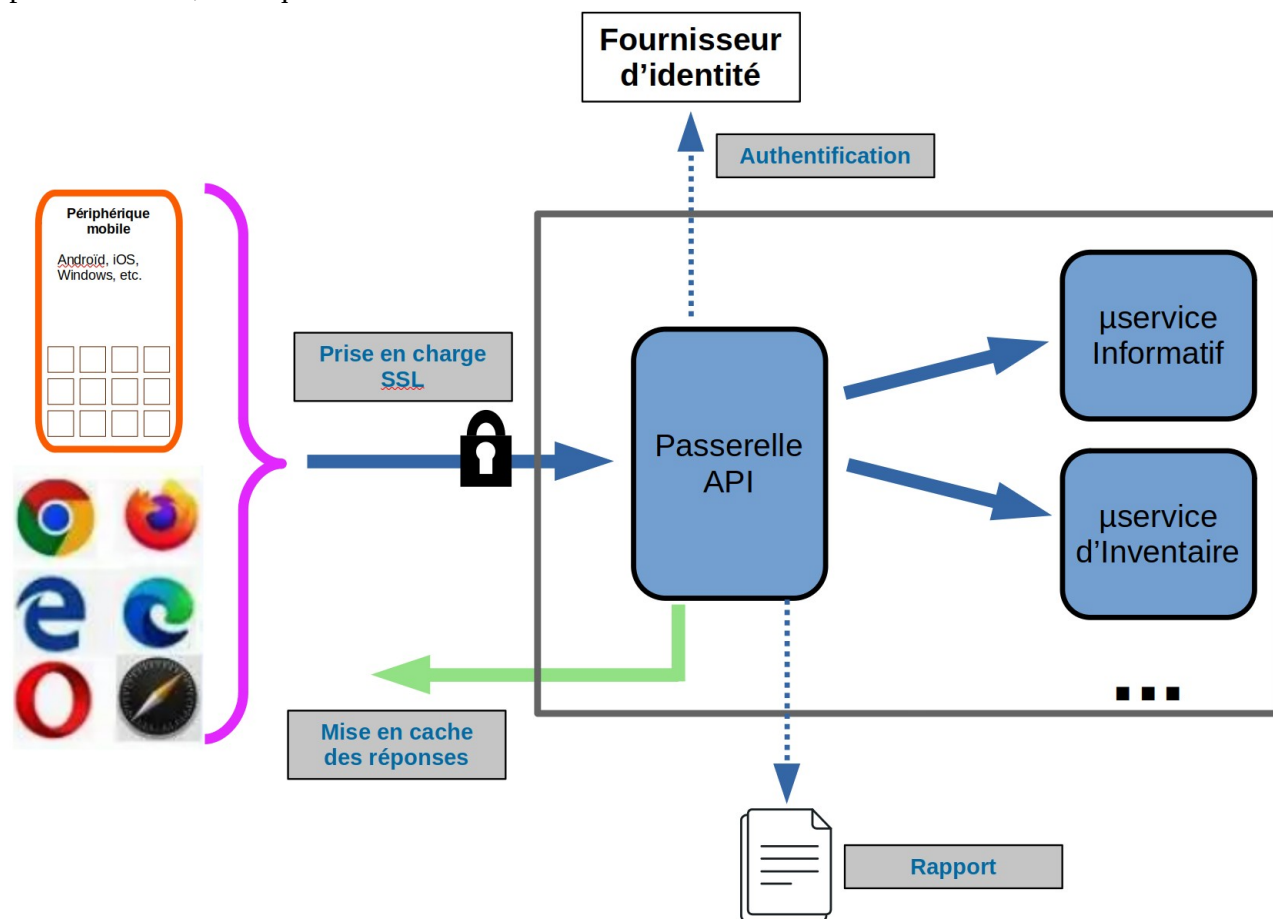 Fournisseur
d’identité
Authentification
Périphérique
mobile
Androïd, iOS,
Windows, etc.
Prise en charge
SSL
Passerelle
API
µservice
Informatif
µservice
d’Inventaire
...
Mise en cache
des réponses
Rapport